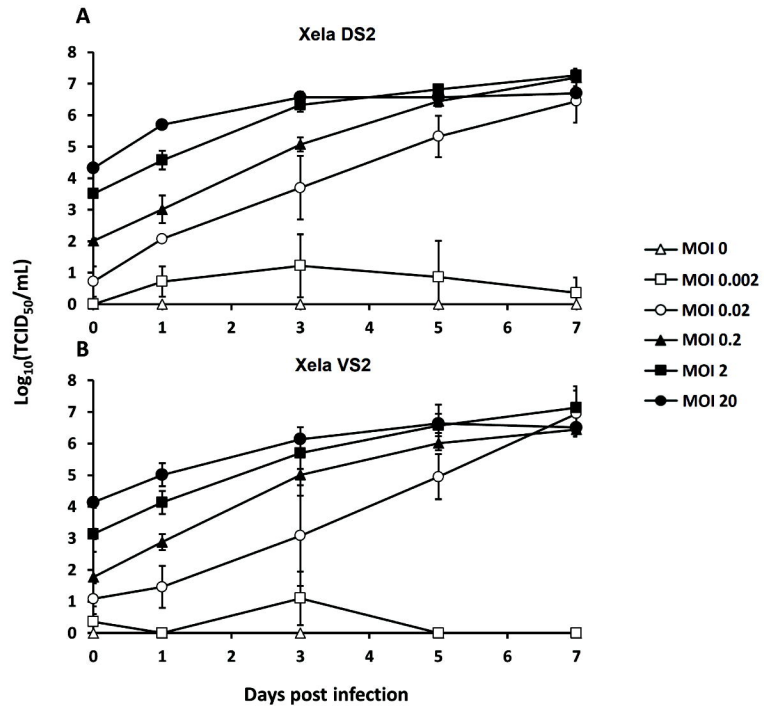 A
Xela DS2
8
7
6
5
4
3
2
1
0
0 1 2 3 4 5 6 7
MOI 0
MOI 0.002
MOI 0.02
MOI 0.2
MOI 2
MOI 20
Log10(TCID50/mL)
B
Xela VS2
8
7
6
5
4
3
2
1
0
0 1 2 3 4 5 6 7
Days post infection